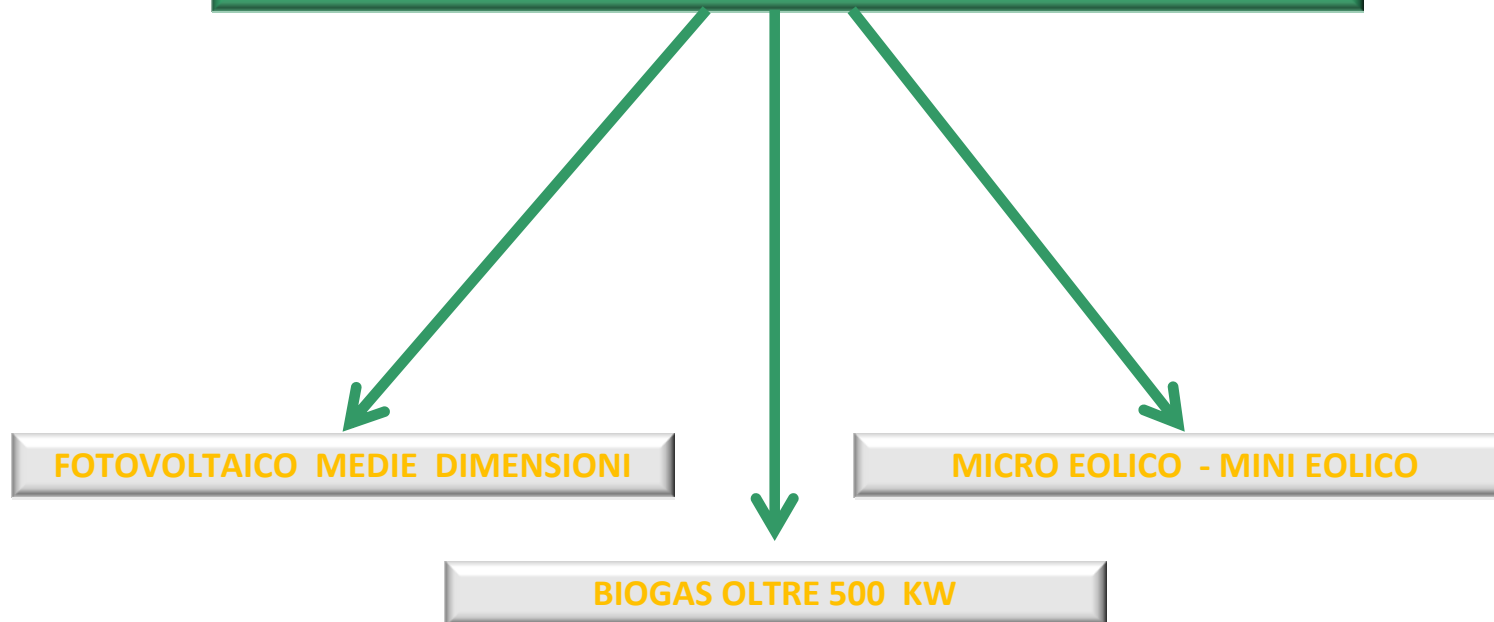 FOTOVOLTAICO MEDIE DIMENSIONI
MICRO EOLICO - MINI EOLICO
BIOGAS OLTRE 500 KW